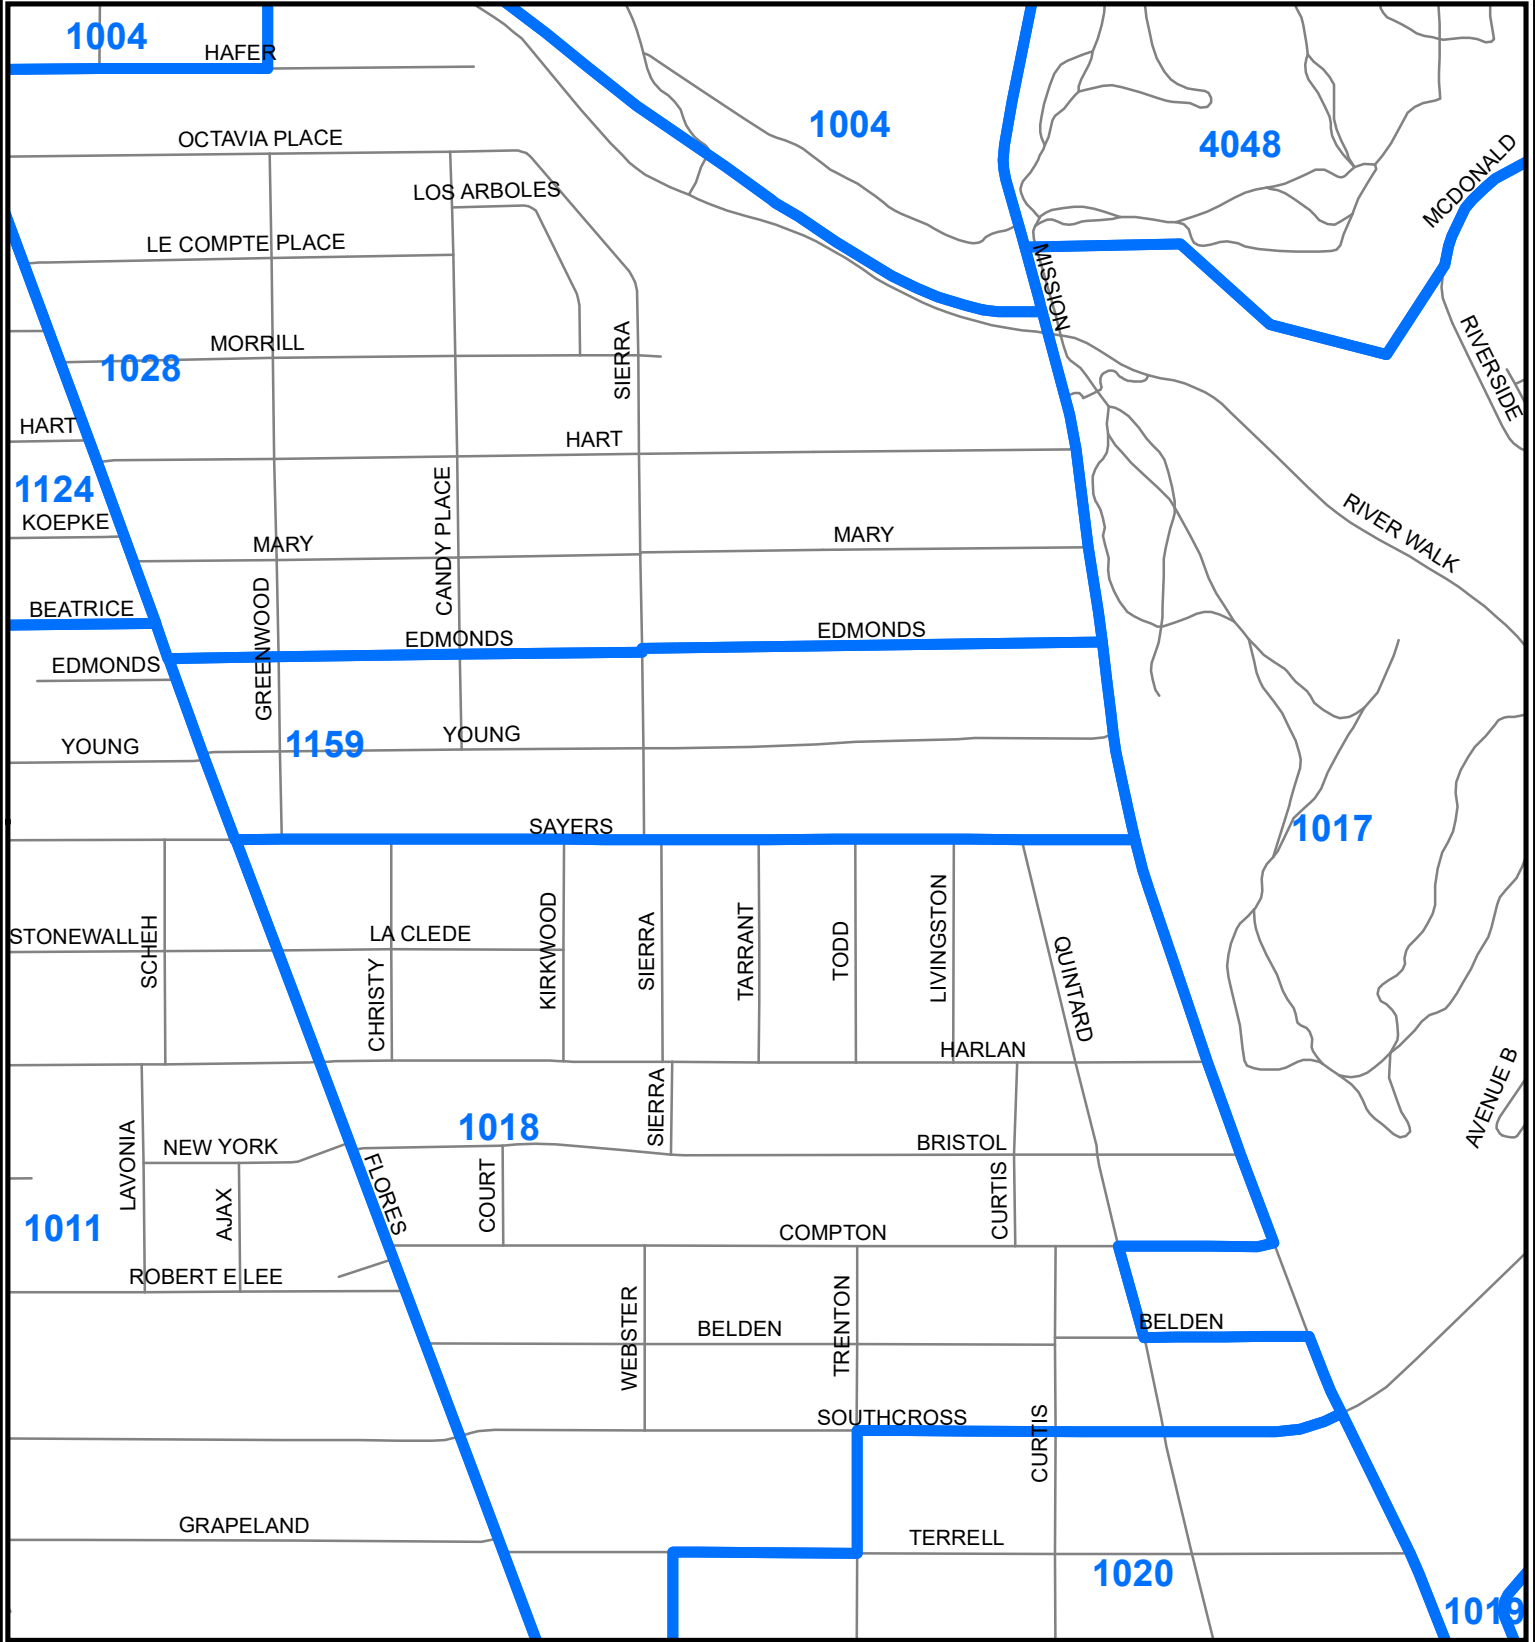 1004
HAFER
1004
4048
OCTAVIA PLACE
MCDONALD
LOS ARBOLES
LE COMPTE PLACE
MISSION
MORRILL
SIERRA
RIVERSIDE
1028
HART
HART
1124
CANDY PLACE
KOEPKE
RIVER WALK
MARY
MARY
BEATRICE
GREENWOOD
EDMONDS
EDMONDS
EDMONDS
YOUNG
1159
YOUNG
SAYERS
1017
STONEWALL
SCHEH
LA CLEDE
CHRISTY
KIRKWOOD
SIERRA
TARRANT
TODD
LIVINGSTON
QUINTARD
HARLAN
AVENUE B
SIERRA
1018
LAVONIA
NEW YORK
BRISTOL
FLORES
COURT
CURTIS
AJAX
1011
COMPTON
ROBERT E LEE
WEBSTER
BELDEN
TRENTON
BELDEN
SOUTHCROSS
CURTIS
GRAPELAND
TERRELL
1020
1019